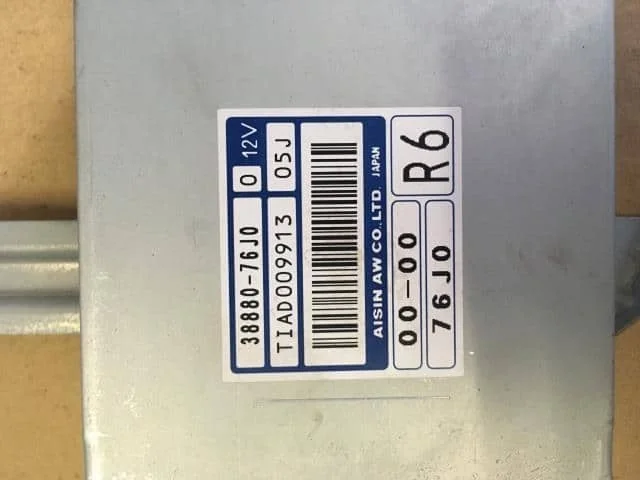 38880-76J0 0 12V
TIAD009913 05J
AISIN AW CO.,LTD. JAPAN
00-00 R6
76J0